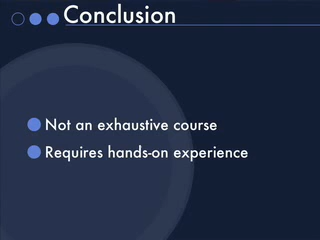 Conclusion
Not an exhaustive course
Requires hands-on experience